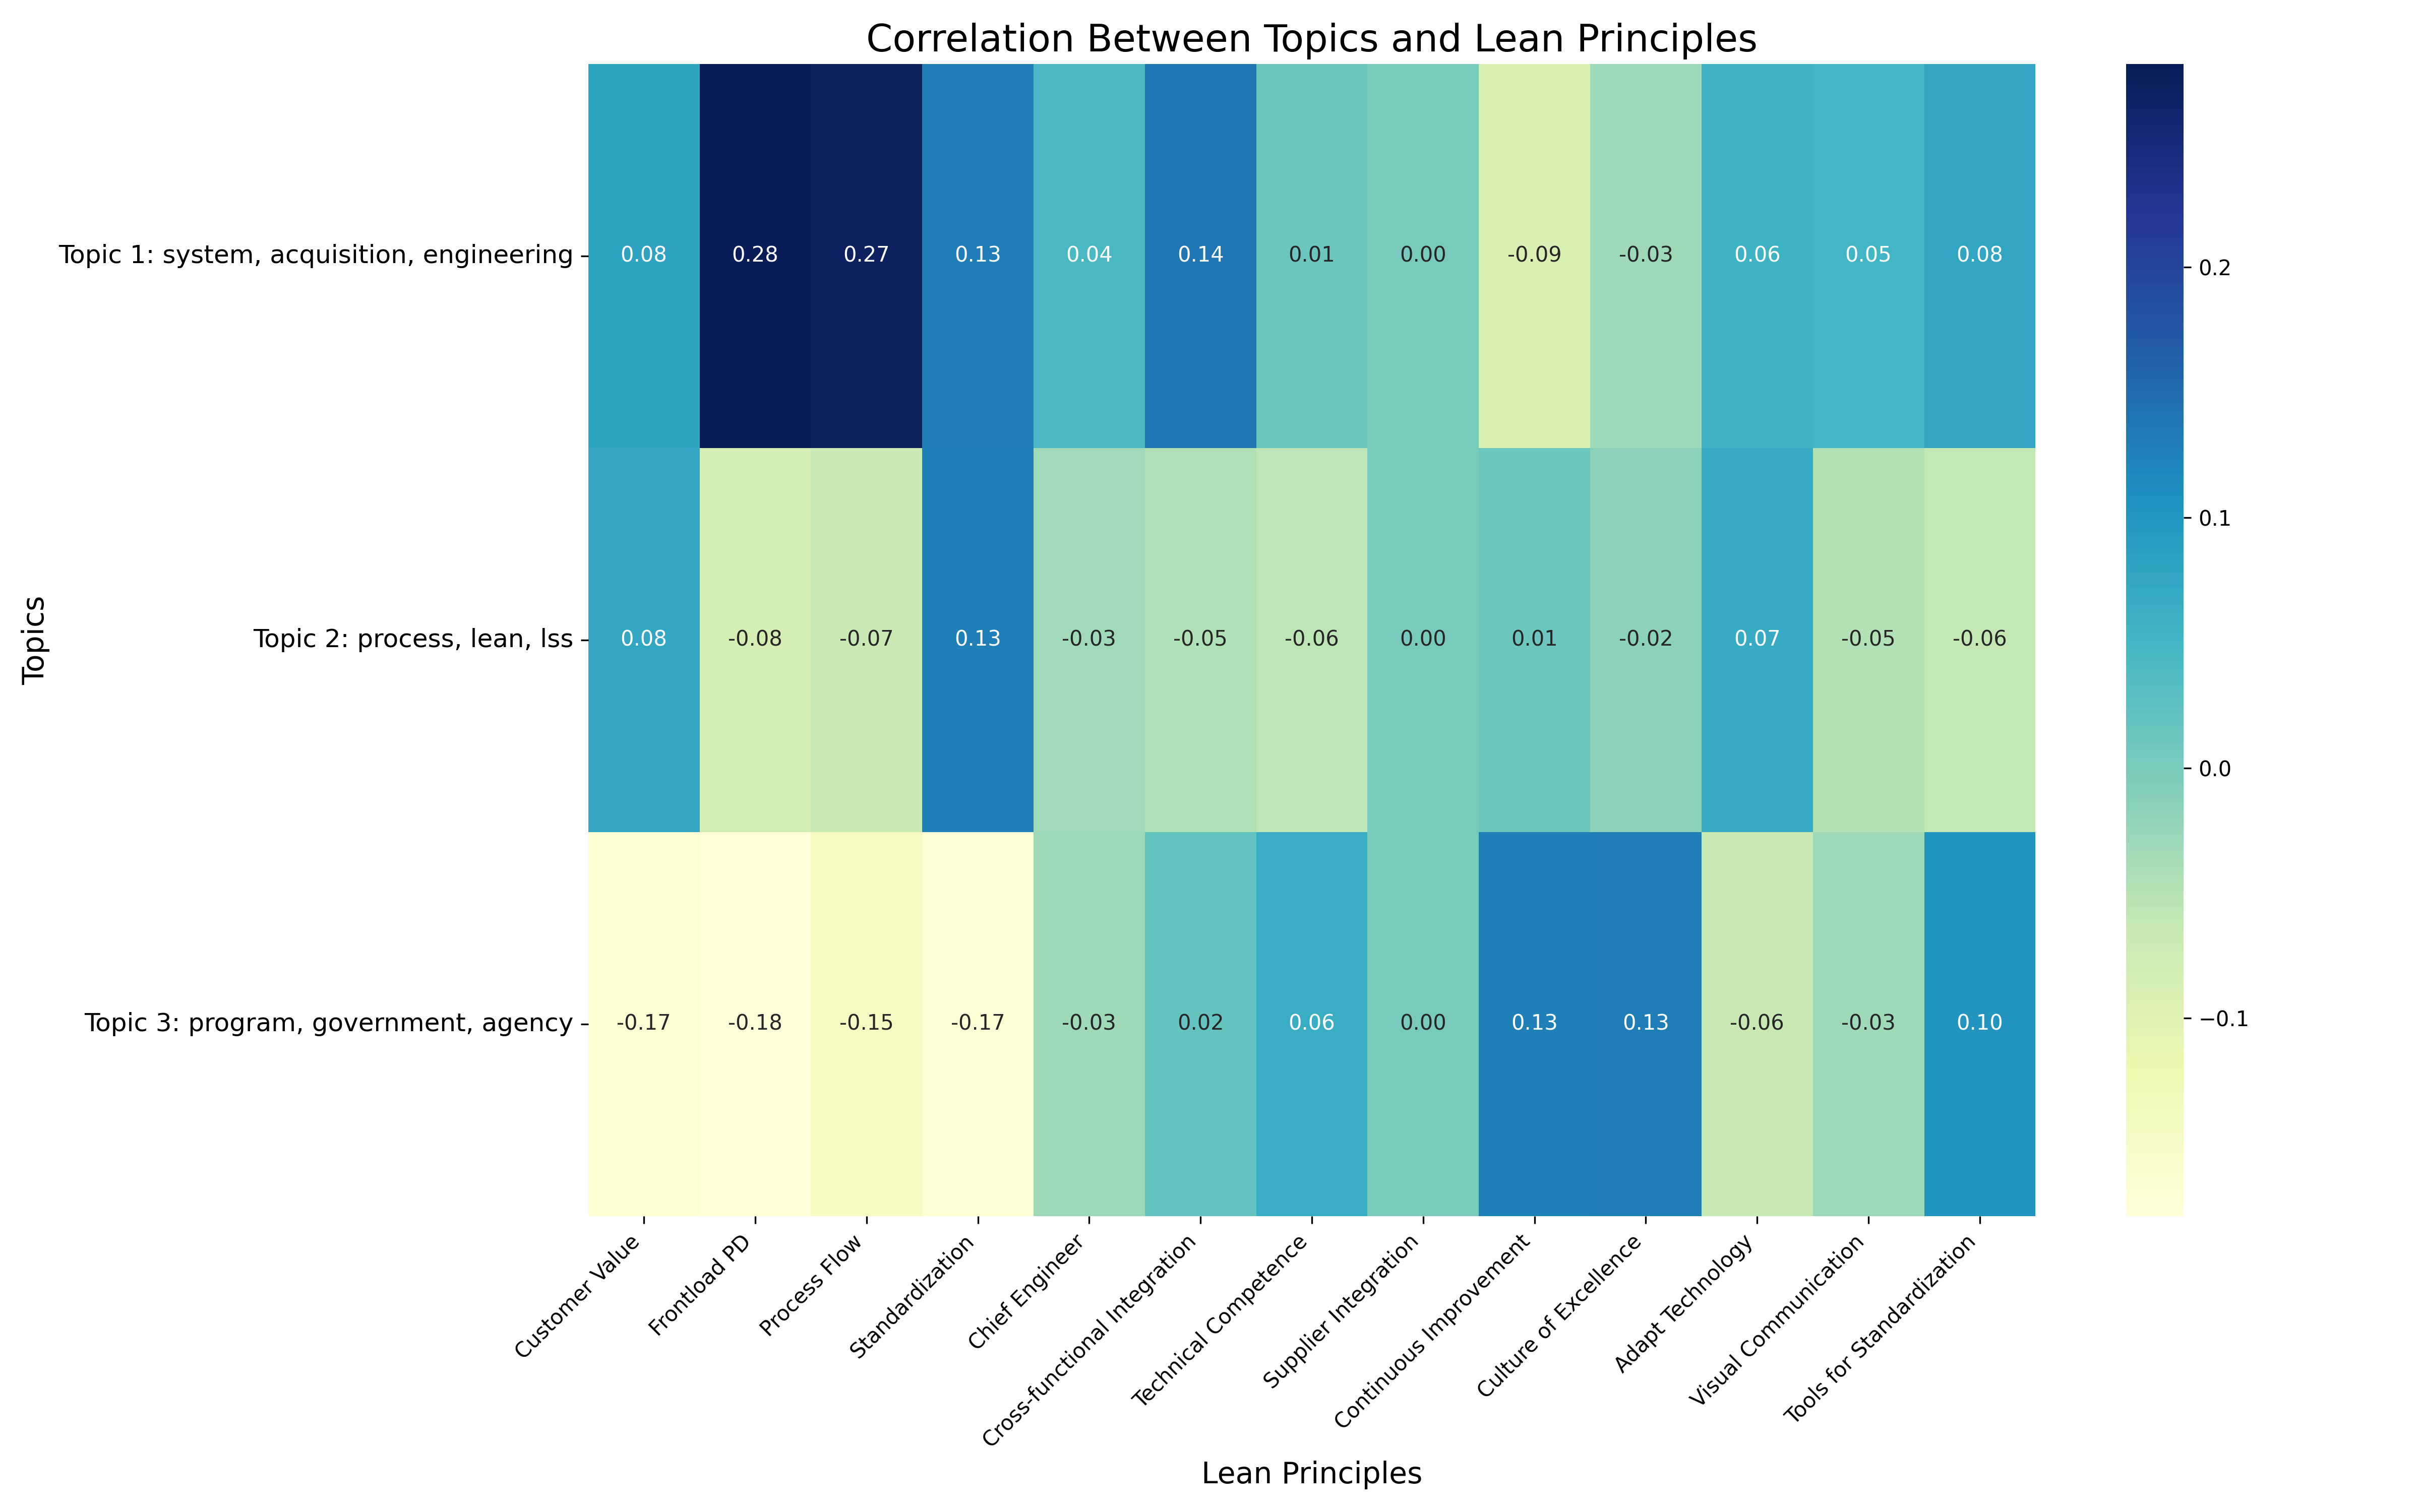 Correlation Between Topics and Lean Principles
Topics
Topic 1: system, acquisition, engineering
0.08 0.28 0.27 0.13 0.04 0.14 0.01 0.00 -0.09 -0.03 0.06 0.05 0.08
Topic 2: process, lean, lss
0.08 -0.08 -0.07 0.13 -0.03 -0.05 -0.06 0.00 0.01 -0.02 0.07 -0.05 -0.06
Topic 3: program, government, agency
-0.17 -0.18 -0.15 -0.17 -0.03 0.02 0.06 0.00 0.13 0.13 -0.06 -0.03 0.10
Customer Value
Frontload PD
Process Flow
Standardization
Chief Engineer
Cross-functional Integration
Technical Competence
Supplier Integration
Continuous Improvement
Culture of Excellence
Adapt Technology
Visual Communication
Tools for Standardization
Lean Principles
0.2
0.1
0.0
−0.1